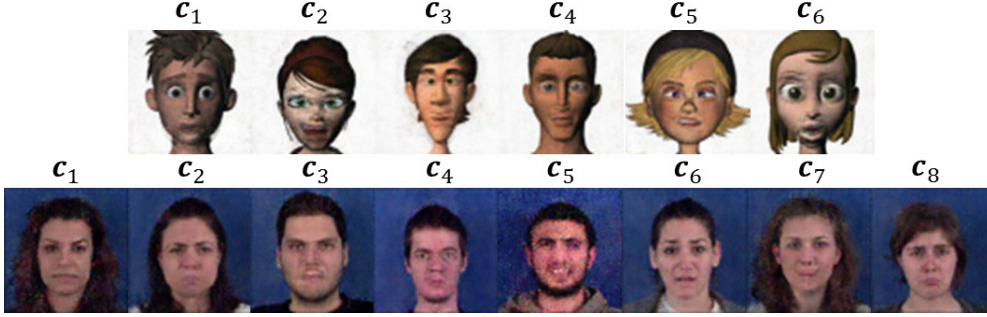 c₁ c₂ c₃ c₄ c₅ c₆
c₁ c₂ c₃ c₄ c₅ c₆ c₇ c₈